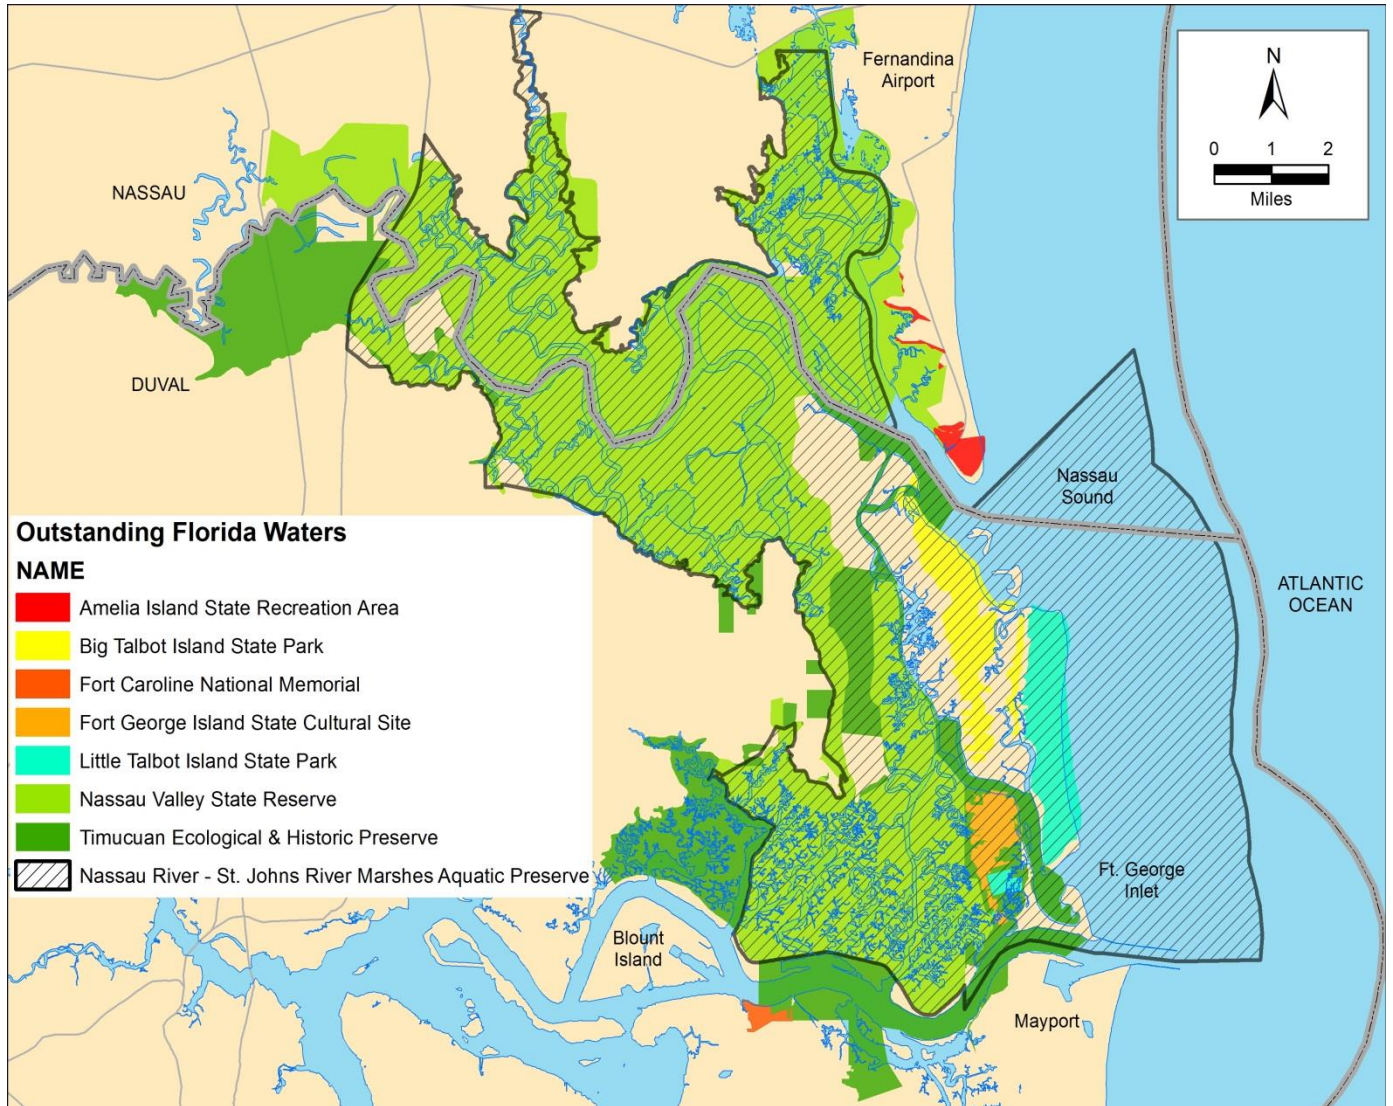 Fernandina
Airport
N
0 1 2
Miles
NASSAU
DUVAL
Nassau
Sound
ATLANTIC
OCEAN
Outstanding Florida Waters
NAME
Amelia Island State Recreation Area
Big Talbot Island State Park
Fort Caroline National Memorial
Fort George Island State Cultural Site
Little Talbot Island State Park
Nassau Valley State Reserve
Timucuan Ecological & Historic Preserve
Nassau River - St. Johns River Marshes Aquatic Preserve
Ft. George
Inlet
Blount
Island
Mayport